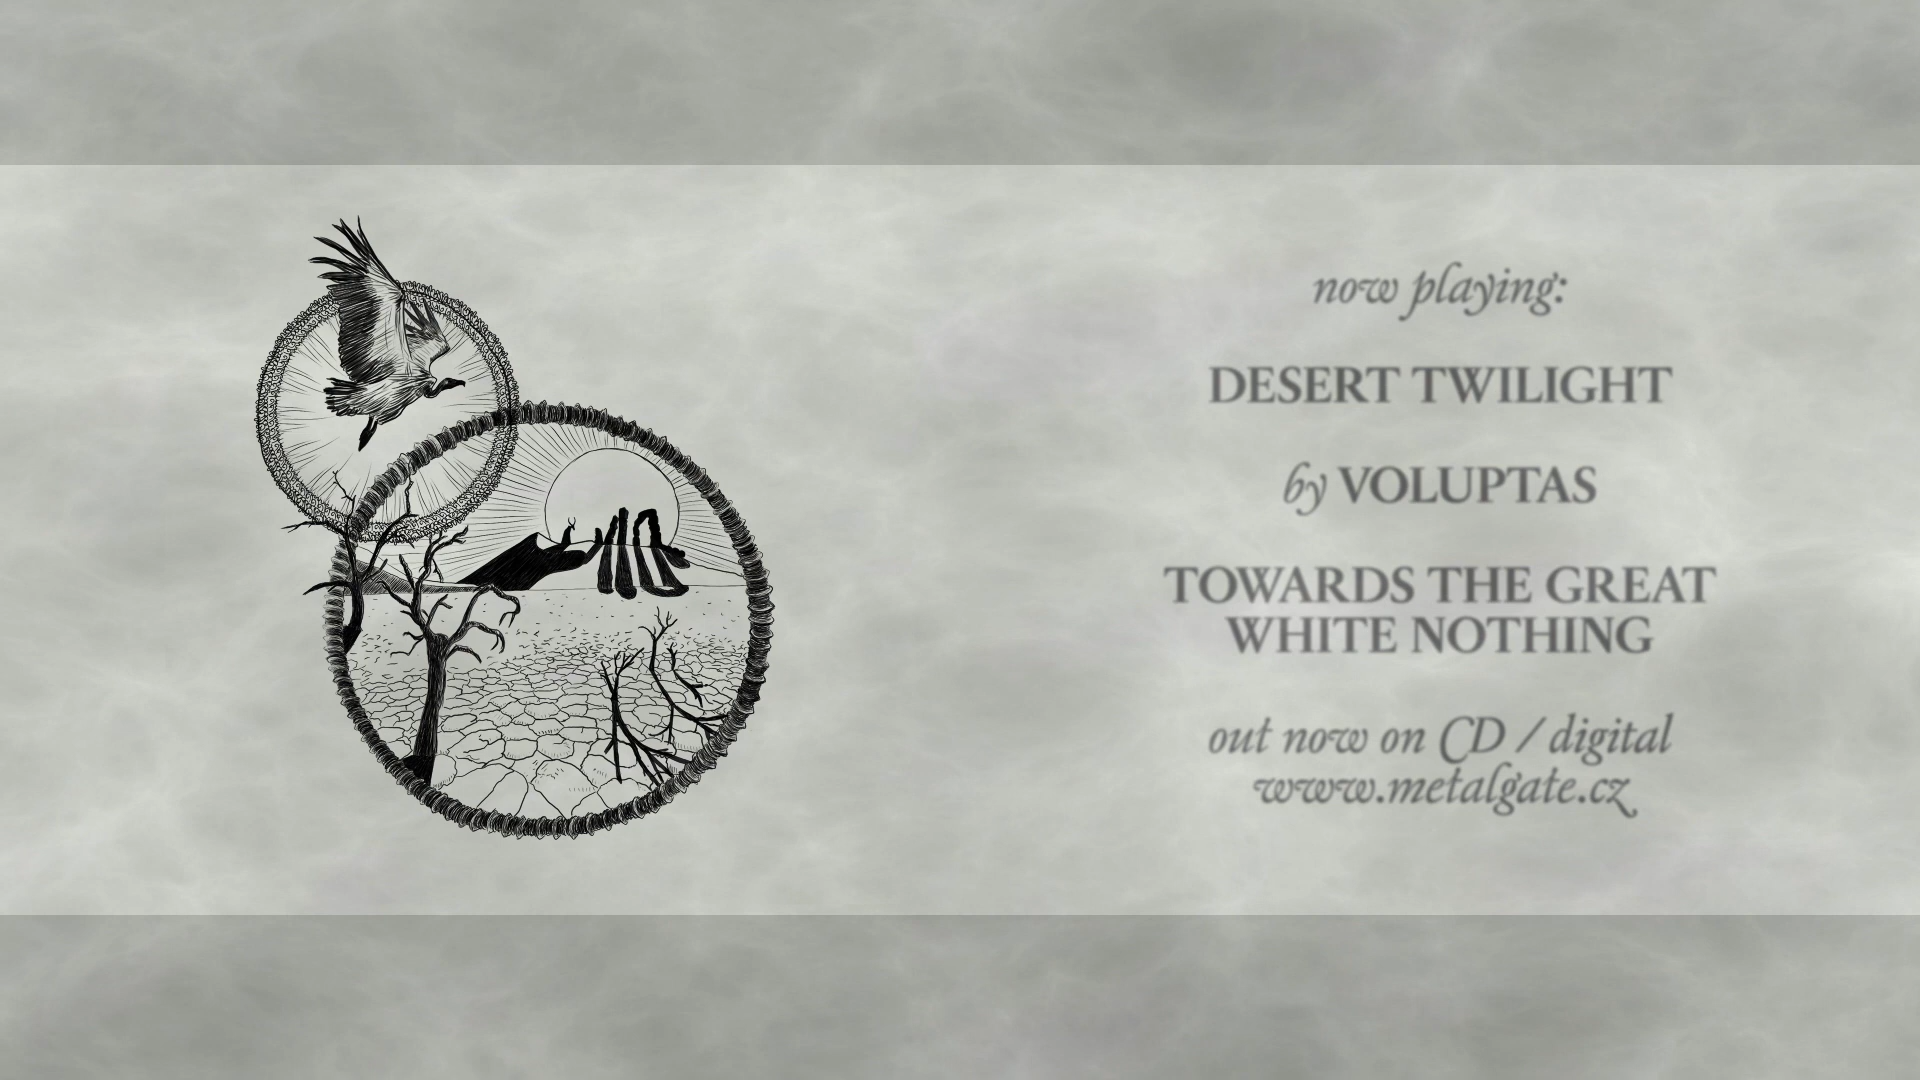 now playing:
DESERT TWILIGHT
by VOLUPTAS
TOWARDS THE GREAT
WHITE NOTHING
out now on CD / digital
www.metalgate.cz